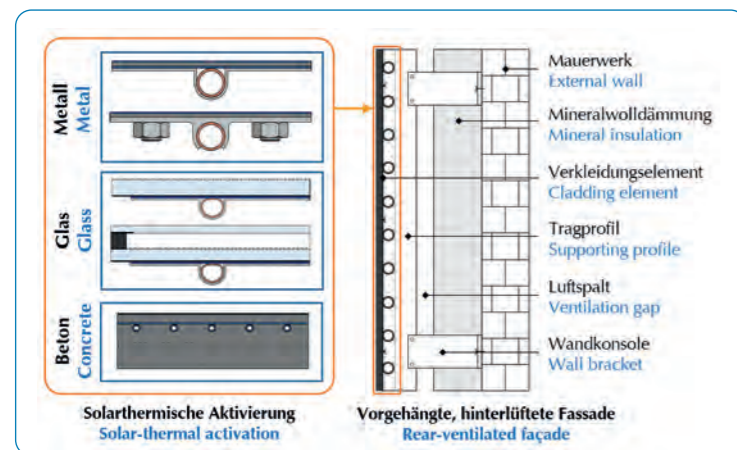 Metall
Metal
Glas
Glass
Beton
Concrete
Solarthermische Aktivierung
Solar-thermal activation
Mauerwerk
External wall
Mineralwolldämmung
Mineral insulation
Verkleidungselement
Cladding element
Tragprofil
Supporting profile
Luftspalt
Ventilation gap
Wandkonsole
Wall bracket
Vorgehängte, hinterlüftete Fassade
Rear-ventilated façade